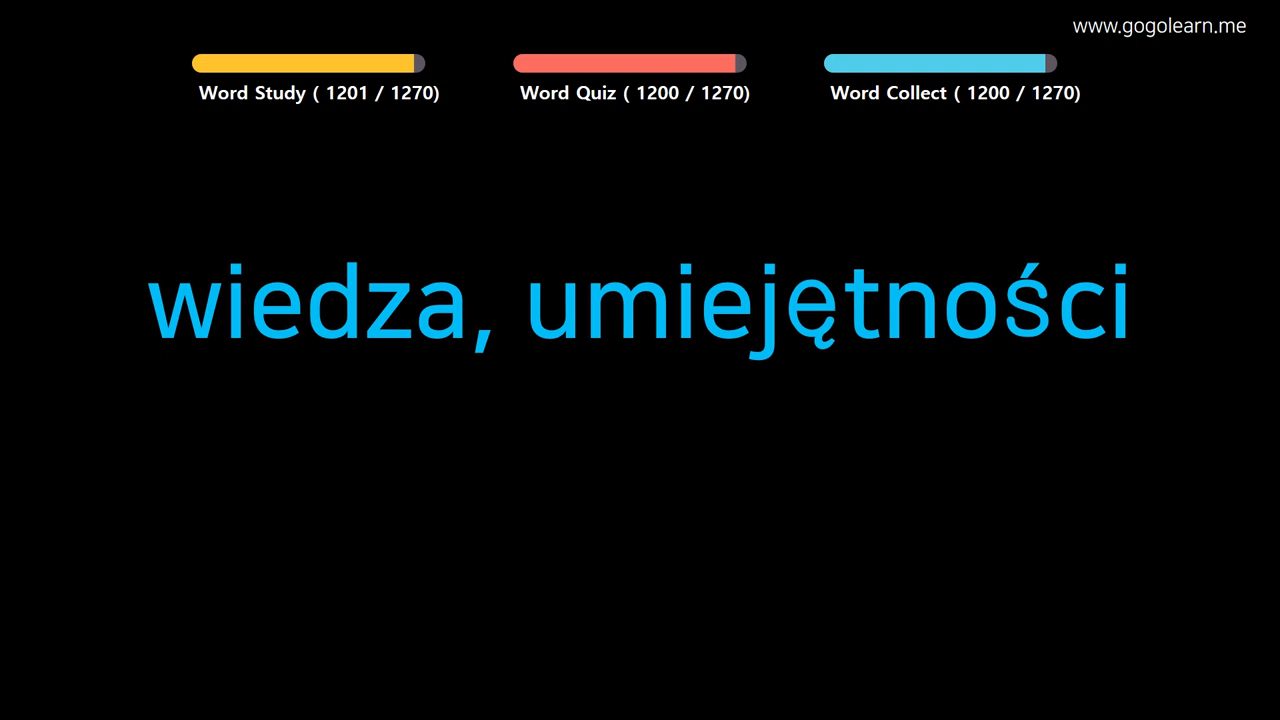 www.gogolearn.me
Word Study ( 1201 / 1270)
Word Quiz ( 1200 / 1270)
Word Collect ( 1200 / 1270)
wiedza, umiejętności